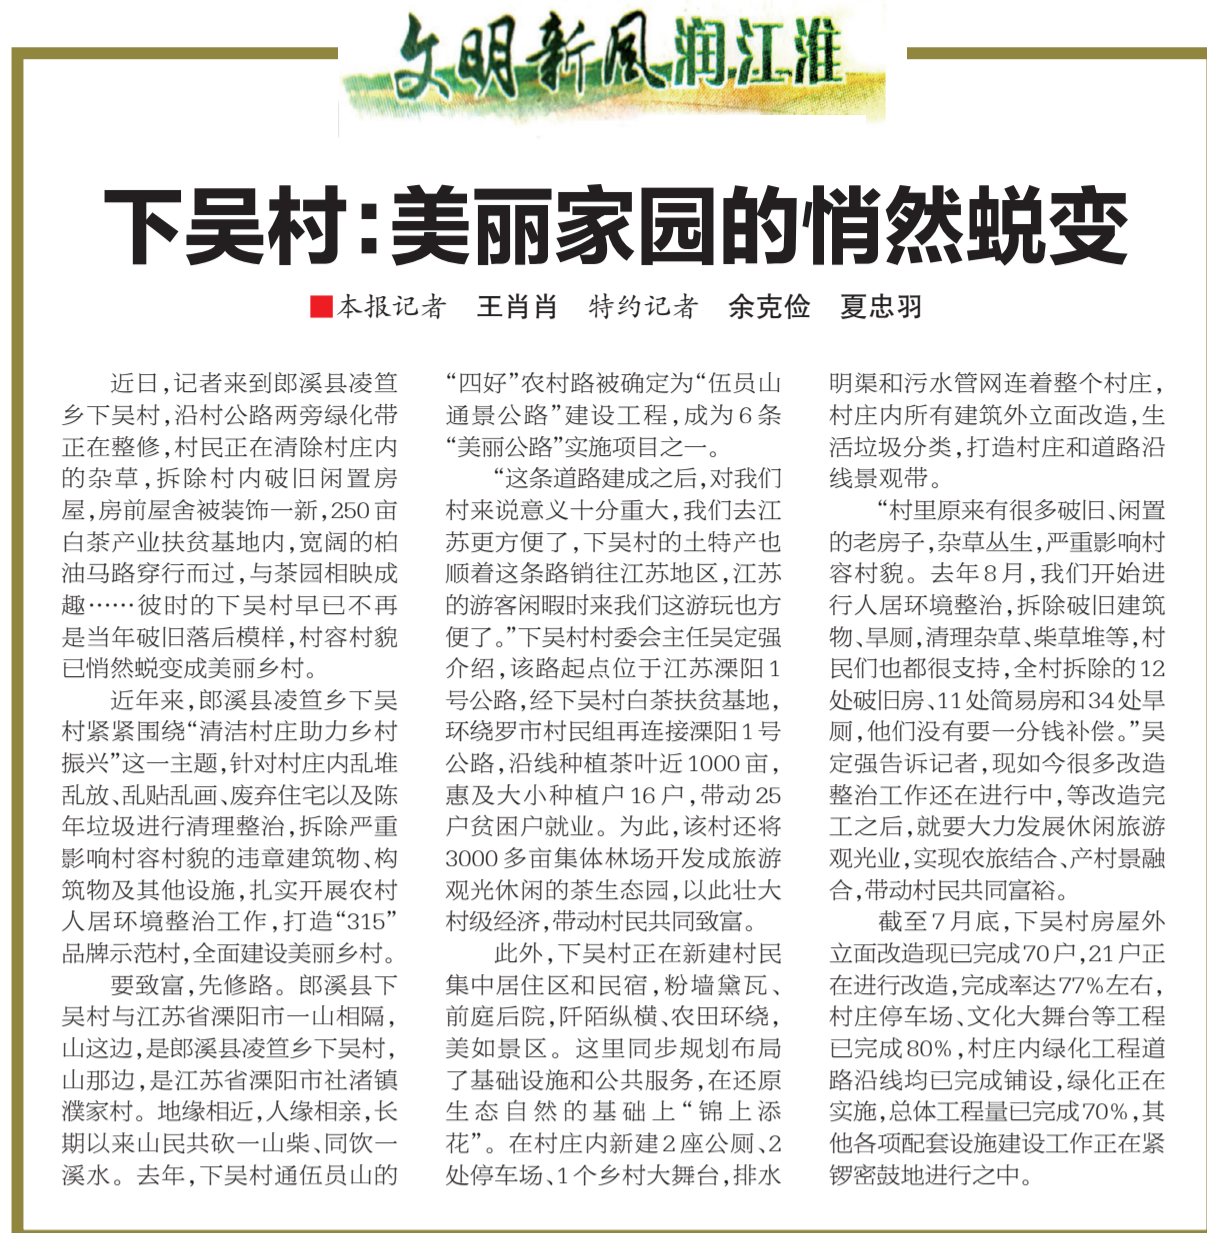 文明新风润江淮
下吴村:美丽家园的悄然蜕变
■本报记者 王肖肖 特约记者 余克俭 夏忠羽
近日,记者来到郎溪县凌笪
乡下吴村,沿村公路两旁绿化带
正在整修,村民正在清除村庄内
的杂草,拆除村内破旧闲置房
屋,房前屋舍被装饰一新,250亩
白茶产业扶贫基地内,宽阔的柏
油马路穿行而过,与茶园相映成
趣……彼时的下吴村早已不再
是当年破旧落后模样,村容村貌
已悄然蜕变成美丽乡村。
近年来,郎溪县凌笪乡下吴
村紧紧围绕“清洁村庄助力乡村
振兴”这一主题,针对村庄内乱堆
乱放、乱贴乱画、废弃住宅以及陈
年垃圾进行清理整治,拆除严重
影响村容村貌的违章建筑物、构
筑物及其他设施,扎实开展农村
人居环境整治工作,打造“315”
品牌示范村,全面建设美丽乡村。
要致富,先修路。郎溪县下
吴村与江苏省溧阳市一山相隔,
山这边,是郎溪县凌笪乡下吴村,
山那边,是江苏省溧阳市社渚镇
濮家村。地缘相近,人缘相亲,长
期以来山民共砍一山柴、同饮一
溪水。去年,下吴村通伍员山的
“四好”农村路被确定为“伍员山
通景公路”建设工程,成为6条
“美丽公路”实施项目之一。
“这条道路建成之后,对我们
村来说意义十分重大,我们去江
苏更方便了,下吴村的土特产也
顺着这条路销往江苏地区,江苏
的游客闲暇时来我们这游玩也方
便了。”下吴村村委会主任吴定强
介绍,该路起点位于江苏溧阳1
号公路,经下吴村白茶扶贫基地,
环绕罗市村民组再连接溧阳1号
公路,沿线种植茶叶近1000亩,
惠及大小种植户16户,带动25
户贫困户就业。为此,该村还将
3000多亩集体林场开发成旅游
观光休闲的茶生态园,以此壮大
村级经济,带动村民共同致富。
此外,下吴村正在新建村民
集中居住区和民宿,粉墙黛瓦、
前庭后院,阡陌纵横、农田环绕,
美如景区。这里同步规划布局
了基础设施和公共服务,在还原
生态自然的基础上“锦上添
花”。在村庄内新建2座公厕、2
处停车场、1个乡村大舞台,排水
明渠和污水管网连着整个村庄,
村庄内所有建筑外立面改造,生
活垃圾分类,打造村庄和道路沿
线景观带。
“村里原来有很多破旧、闲置
的老房子,杂草丛生,严重影响村
容村貌。去年8月,我们开始进
行人居环境整治,拆除破旧建筑
物、旱厕,清理杂草、柴草堆等,村
民们也都很支持,全村拆除的12
处破旧房、11处简易房和34处旱
厕,他们没有要一分钱补偿。”吴
定强告诉记者,现如今很多改造
整治工作还在进行中,等改造完
工之后,就要大力发展休闲旅游
观光业,实现农旅结合、产村景融
合,带动村民共同富裕。
截至7月底,下吴村房屋外
立面改造现已完成70户,21户正
在进行改造,完成率达77%左右,
村庄停车场、文化大舞台等工程
已完成80%,村庄内绿化工程道
路沿线均已完成铺设,绿化正在
实施,总体工程量已完成70%,其
他各项配套设施建设工作正在紧
锣密鼓地进行之中。